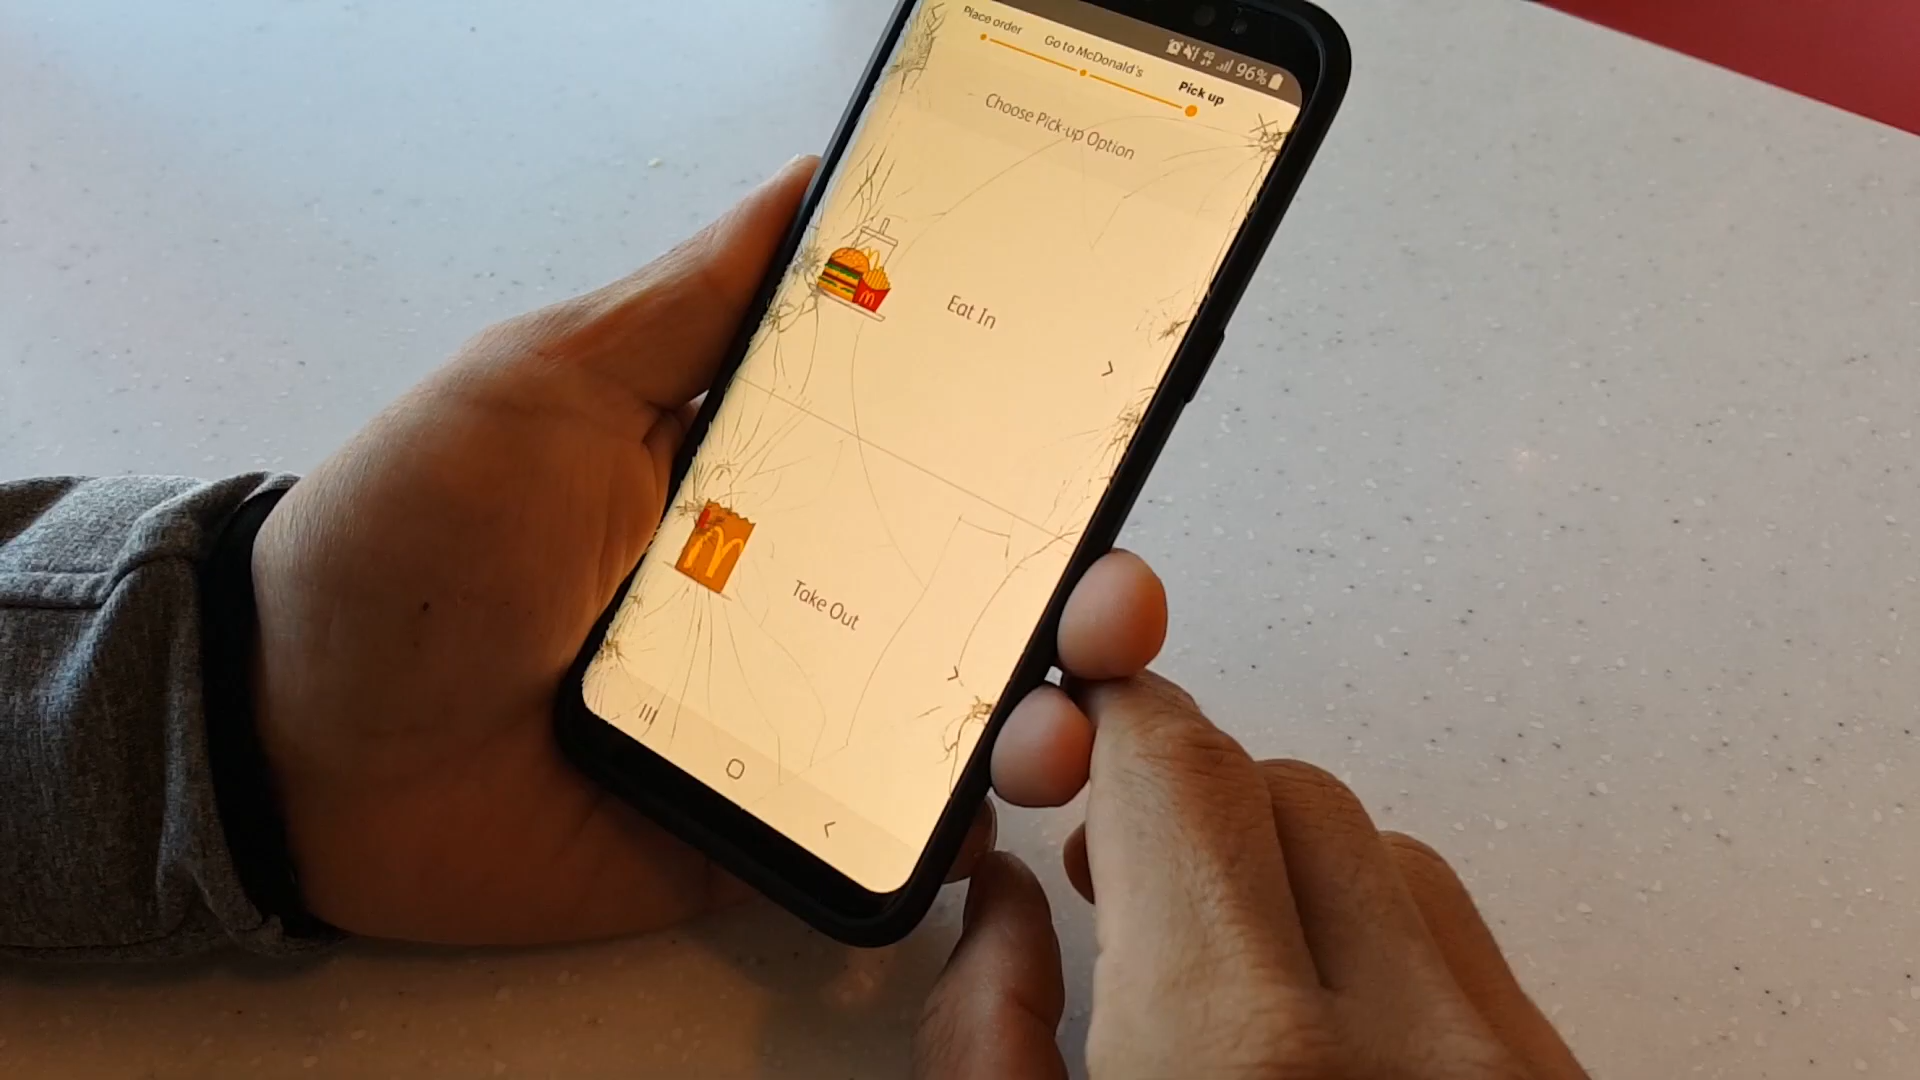 96%
Place order
Go to McDonald's
Pick up
Choose Pick-up Option
Eat In
Take Out